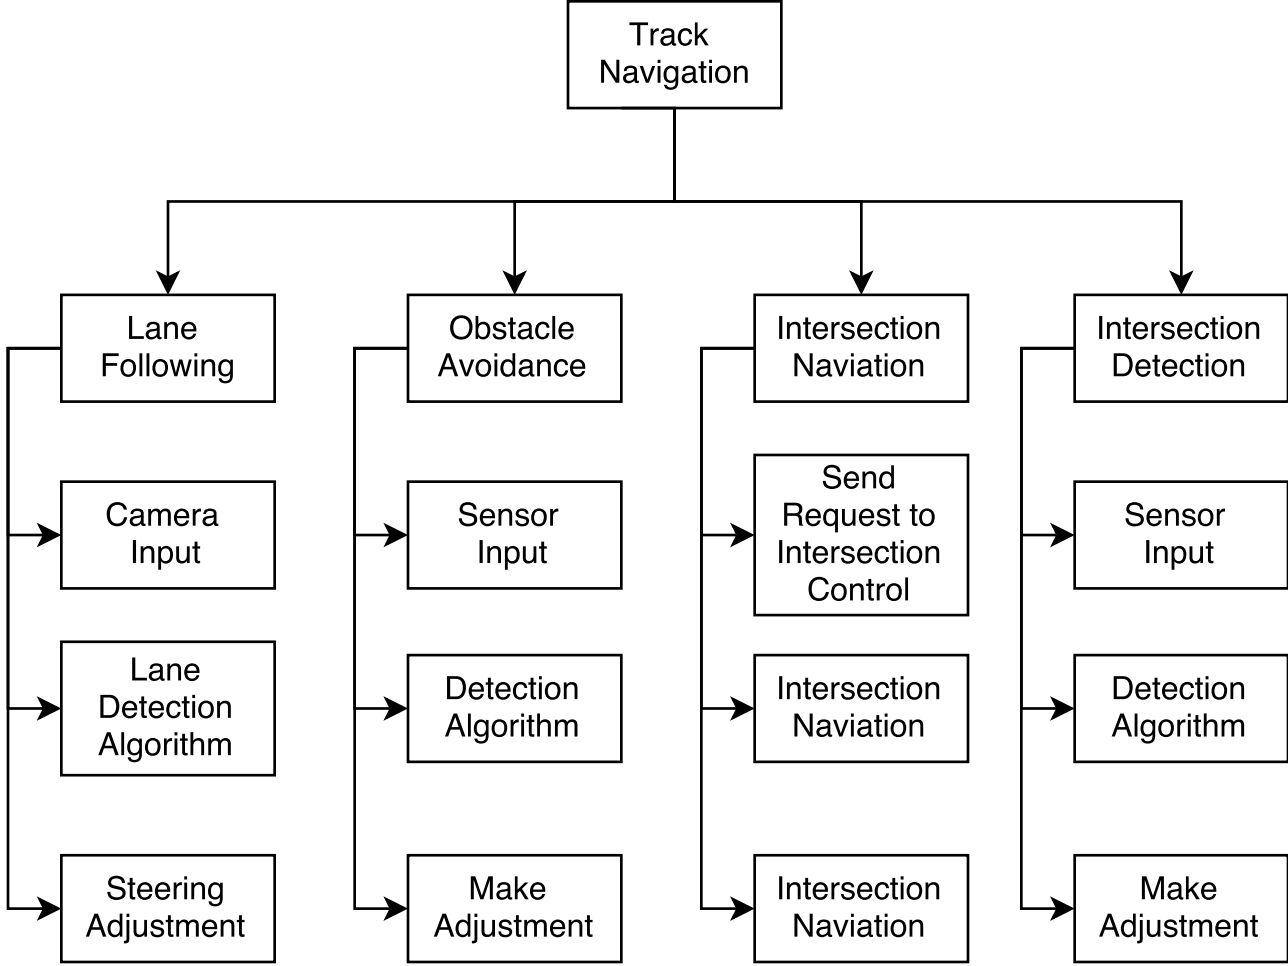 Track
Navigation
Lane
Following
Obstacle
Avoidance
Intersection
Naviation
Intersection
Detection
Camera
Input
Sensor
Input
Send
Request to
Intersection
Control
Sensor
Input
Lane
Detection
Algorithm
Detection
Algorithm
Intersection
Naviation
Detection
Algorithm
Steering
Adjustment
Make
Adjustment
Intersection
Naviation
Make
Adjustment